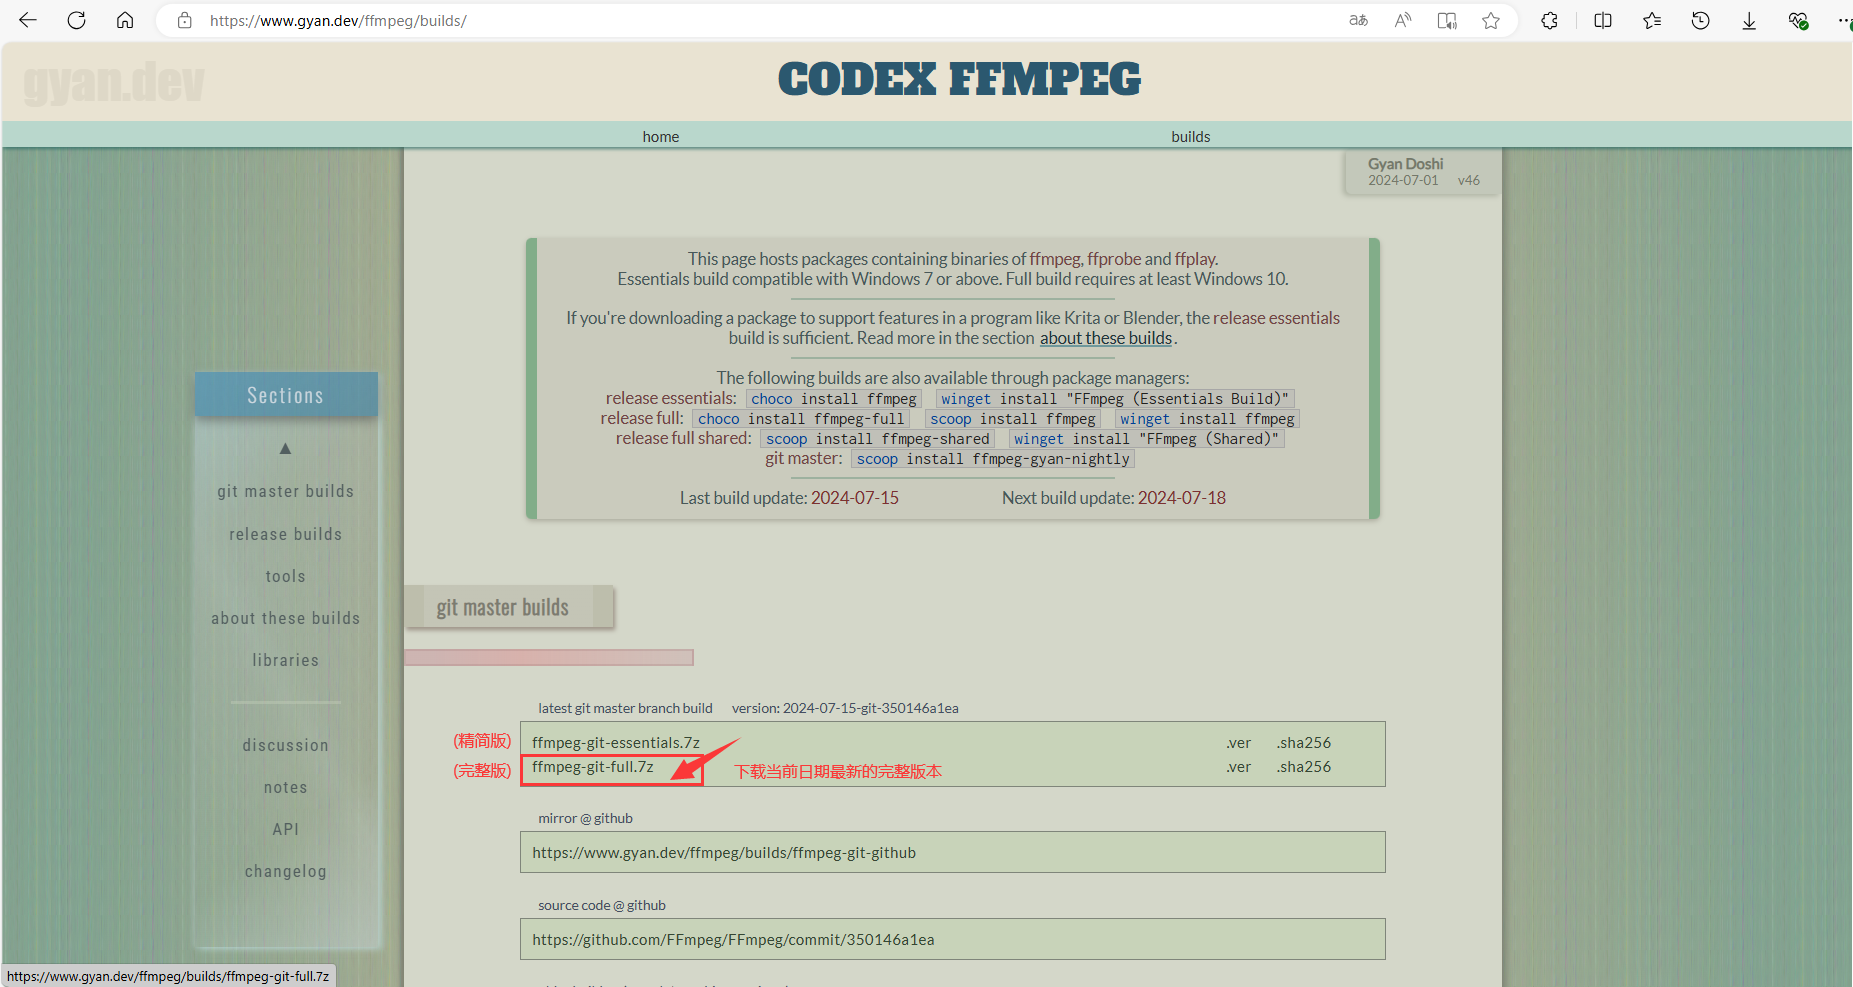 https://www.gyan.dev/ffmpeg/builds/
gyan.dev
CODEX FFMPEG
home builds
Gyan Doshi
2024-07-01 v46
This page hosts packages containing binaries of ffmpeg, ffprobe and ffplay.
Essentials build compatible with Windows 7 or above. Full build requires at least Windows 10.
If you're downloading a package to support features in a program like Krita or Blender, the release essentials
build is sufficient. Read more in the section about these builds.
The following builds are also available through package managers:
release essentials: choco install ffmpeg winget install "FFmpeg (Essentials Build)"
release full: choco install ffmpeg-full scoop install ffmpeg winget install ffmpeg
release full shared: scoop install ffmpeg-shared winget install "FFmpeg (Shared)"
git master: scoop install ffmpeg-gyan-nightly
Last build update: 2024-07-15 Next build update: 2024-07-18
Sections
▲
git master builds
release builds
tools
about these builds
libraries
discussion
notes
API
changelog
git master builds
latest git master branch build version: 2024-07-15-git-350146a1ea
(精简版) ffmpeg-git-essentials.7z .ver .sha256
(完整版) ffmpeg-git-full.7z 下载当前日期最新的完整版本 .ver .sha256
mirror @ github
https://www.gyan.dev/ffmpeg/builds/ffmpeg-git-github
source code @ github
https://github.com/FFmpeg/FFmpeg/commit/350146a1ea
https://www.gyan.dev/ffmpeg/builds/ffmpeg-git-full.7z